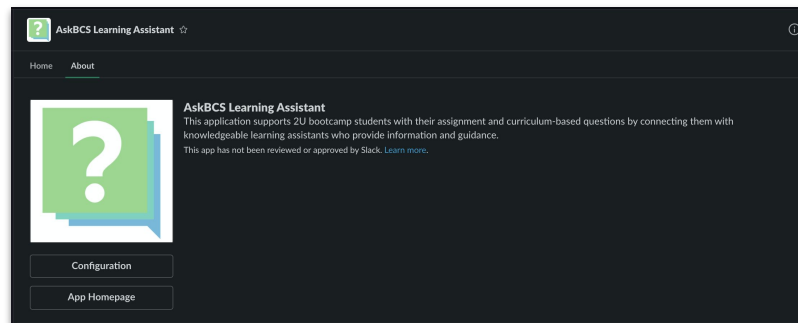 AskBCS Learning Assistant
Home About
AskBCS Learning Assistant
This application supports 2U bootcamp students with their assignment and curriculum-based questions by connecting them with
knowledgeable learning assistants who provide information and guidance.
This app has not been reviewed or approved by Slack. Learn more.
?
Configuration
App Homepage